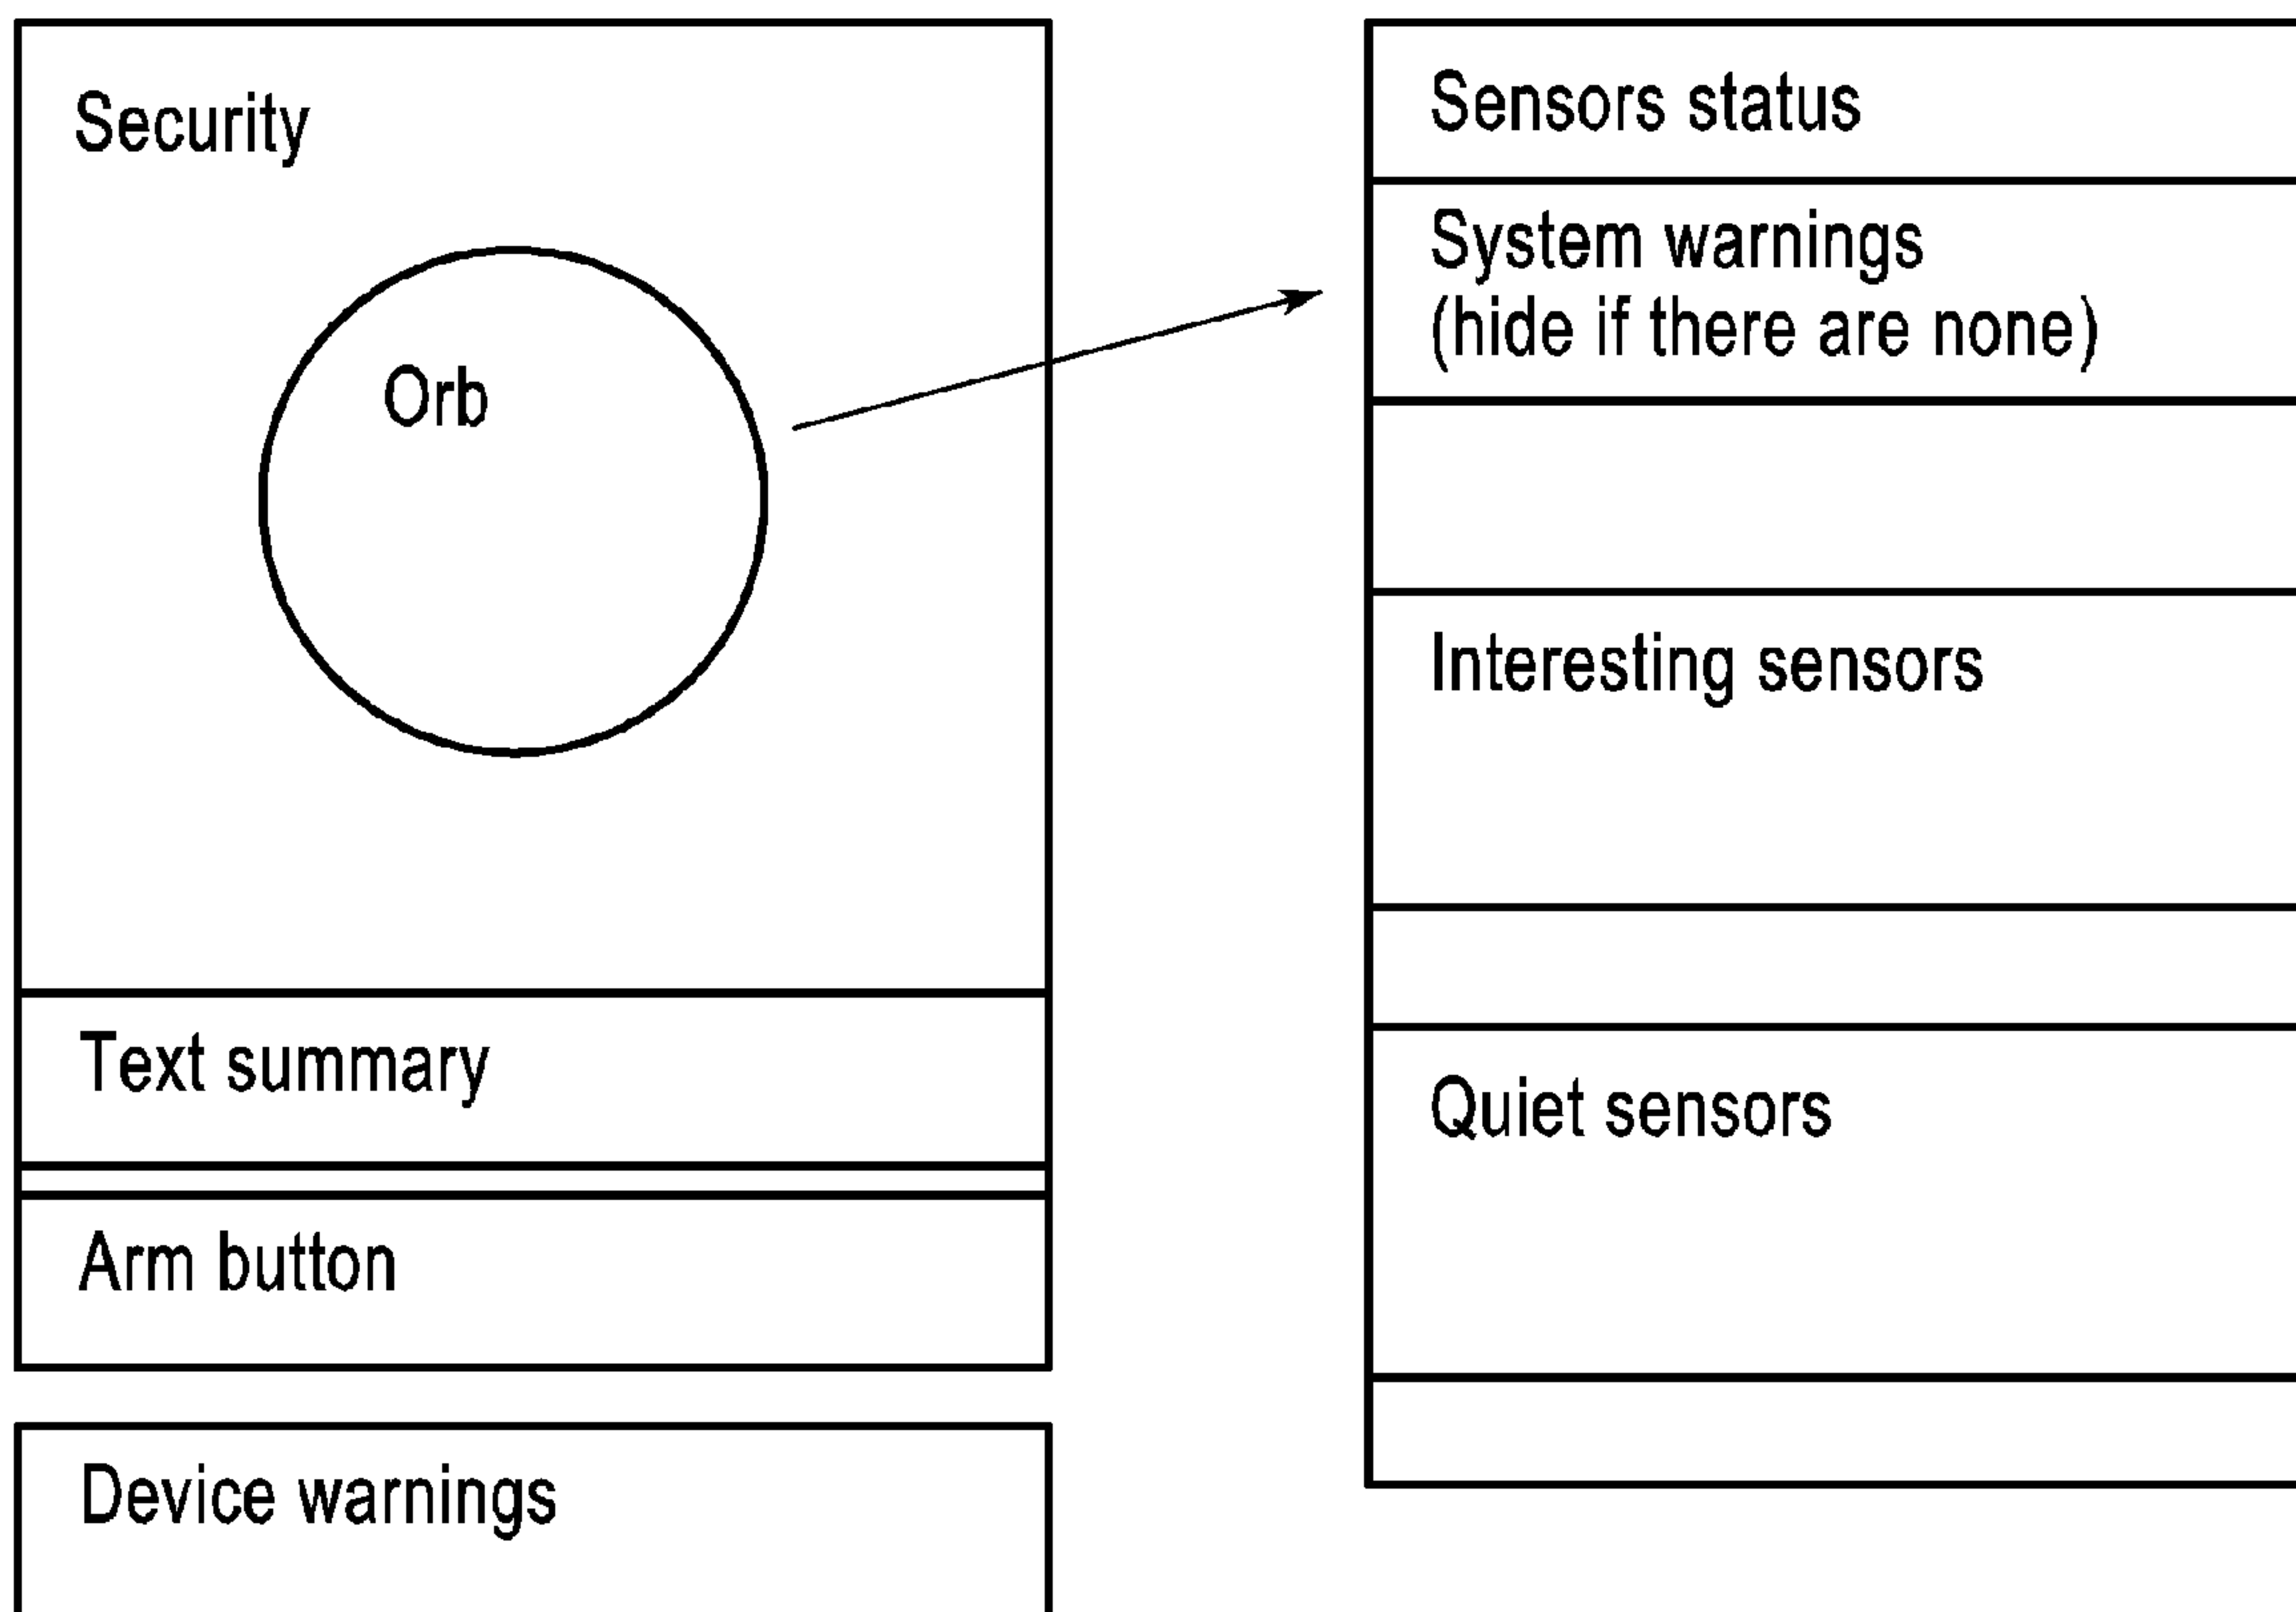 Security
Orb
Text summary
Arm button
Device warnings
Sensors status
System warnings
(hide if there are none)
Interesting sensors
Quiet sensors